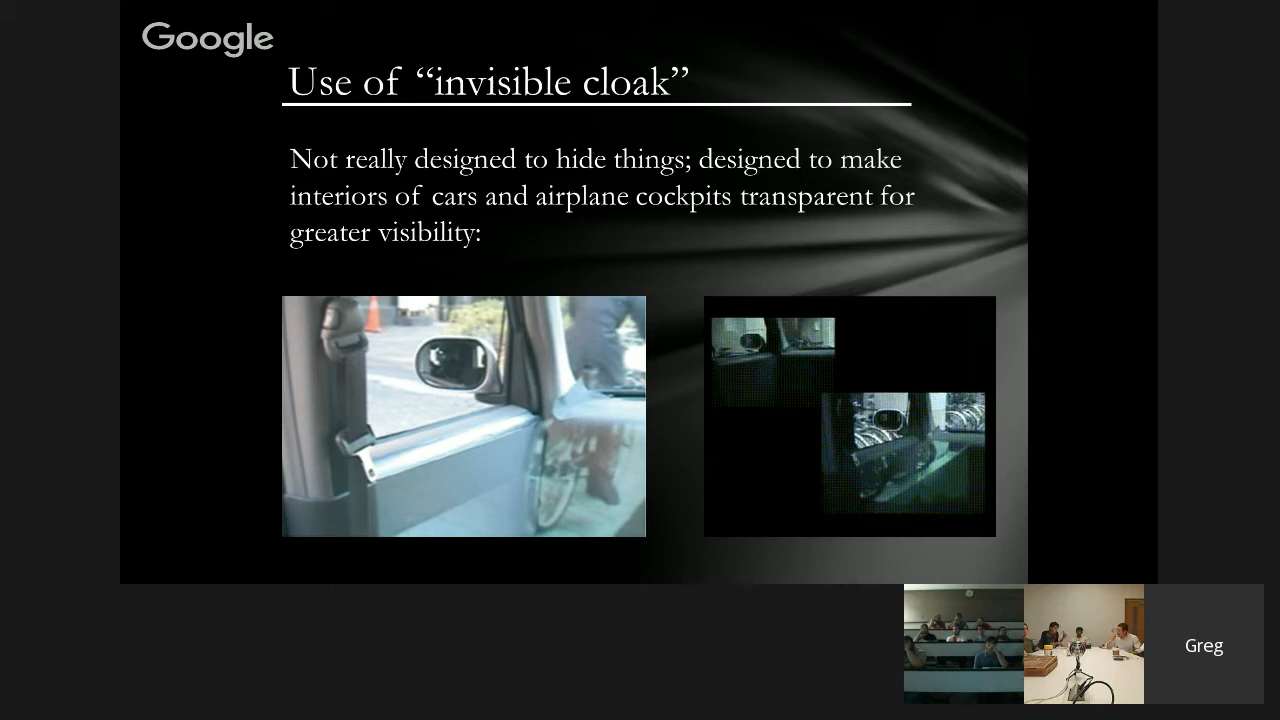 Google
Use of “invisible cloak”
Not really designed to hide things; designed to make
interiors of cars and airplane cockpits transparent for
greater visibility:
Greg